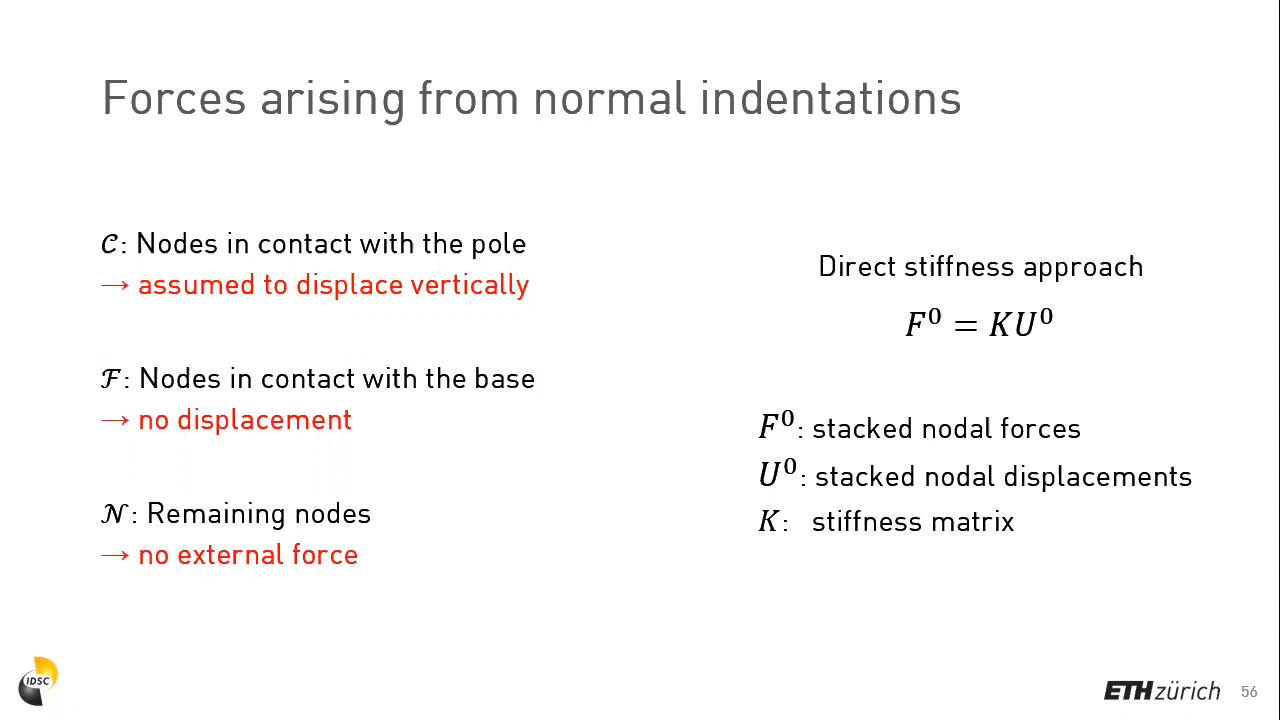 Forces arising from normal indentations
𝒞: Nodes in contact with the pole
→ assumed to displace vertically
ℱ: Nodes in contact with the base
→ no displacement
𝒩: Remaining nodes
→ no external force
Direct stiffness approach
F⁰ = KU⁰
F⁰: stacked nodal forces
U⁰: stacked nodal displacements
K: stiffness matrix
IDSC
ETH zürich
56